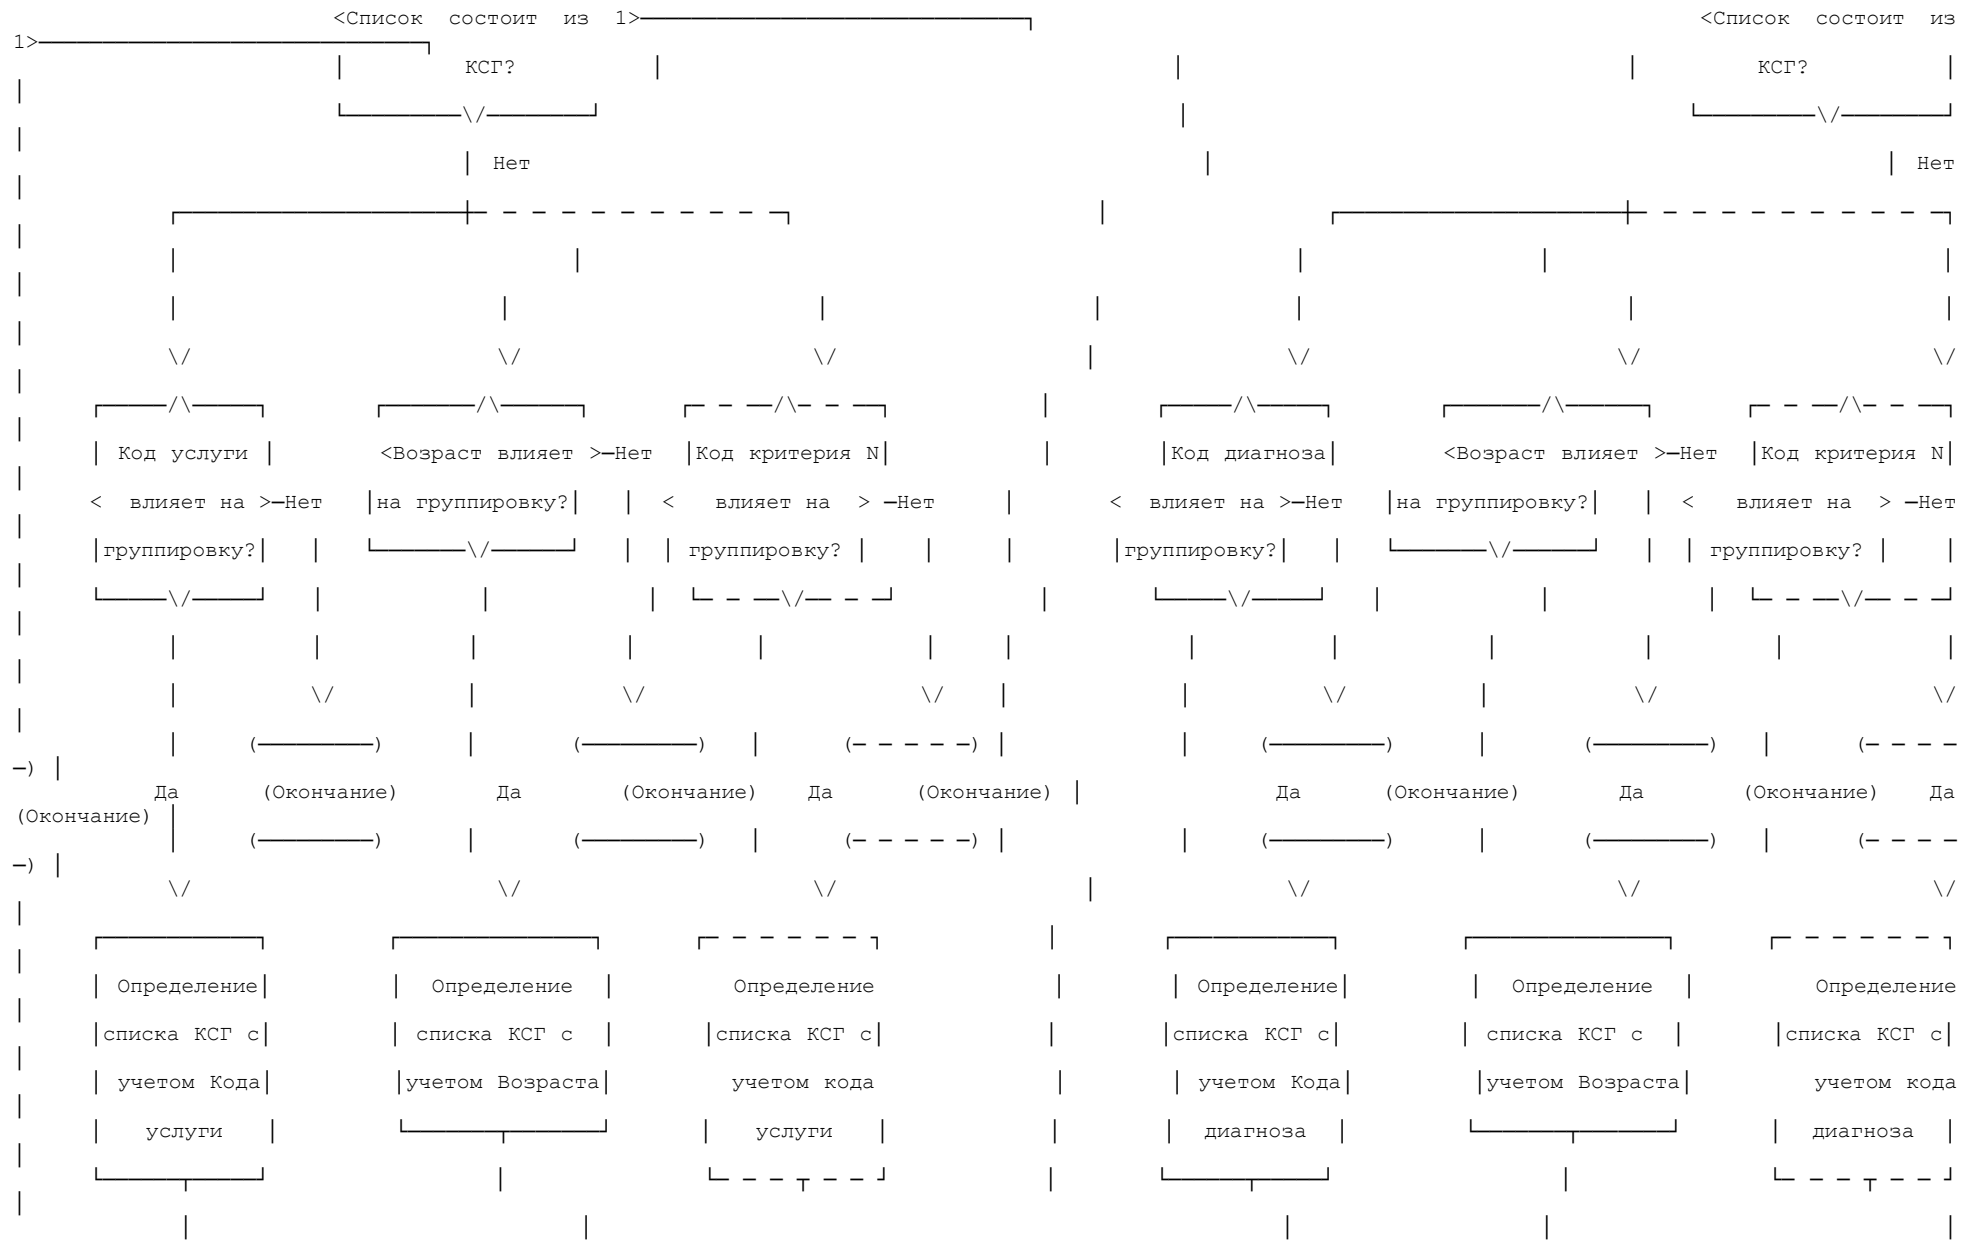 <Список состоит из 1> <Список состоит из
1>
КСГ? КСГ?
\/ \/
Нет Нет
\/ \/ \/ \/ \/ \/
/\ /\ /\ /\ /\ /\
Код услуги <Возраст влияет >—Нет Код критерия N Код диагноза <Возраст влияет >—Нет Код критерия N
< влияет на >—Нет на группировку? < влияет на > —Нет < влияет на >—Нет на группировку? < влияет на > —Нет
группировку? \/ группировку? группировку? \/ группировку?
\/ \/ \/ \/
\/ \/ \/ \/ \/ \/
(—————————) (—————————) (— — — — —) (—————————) (—————————) (— — — —
—)
Да (Окончание) Да (Окончание) Да (Окончание) Да (Окончание) Да (Окончание) Да
(Окончание)
(—————————) (—————————) (— — — — —) (—————————) (—————————) (— — — —
—)
\/ \/ \/ \/ \/ \/
Определение Определение Определение Определение Определение Определение
списка КСГ с списка КСГ с списка КСГ с списка КСГ с списка КСГ с списка КСГ с
учетом Кода учетом Возраста учетом кода учетом Кода учетом Возраста учетом кода
услуги услуги диагноза диагноза